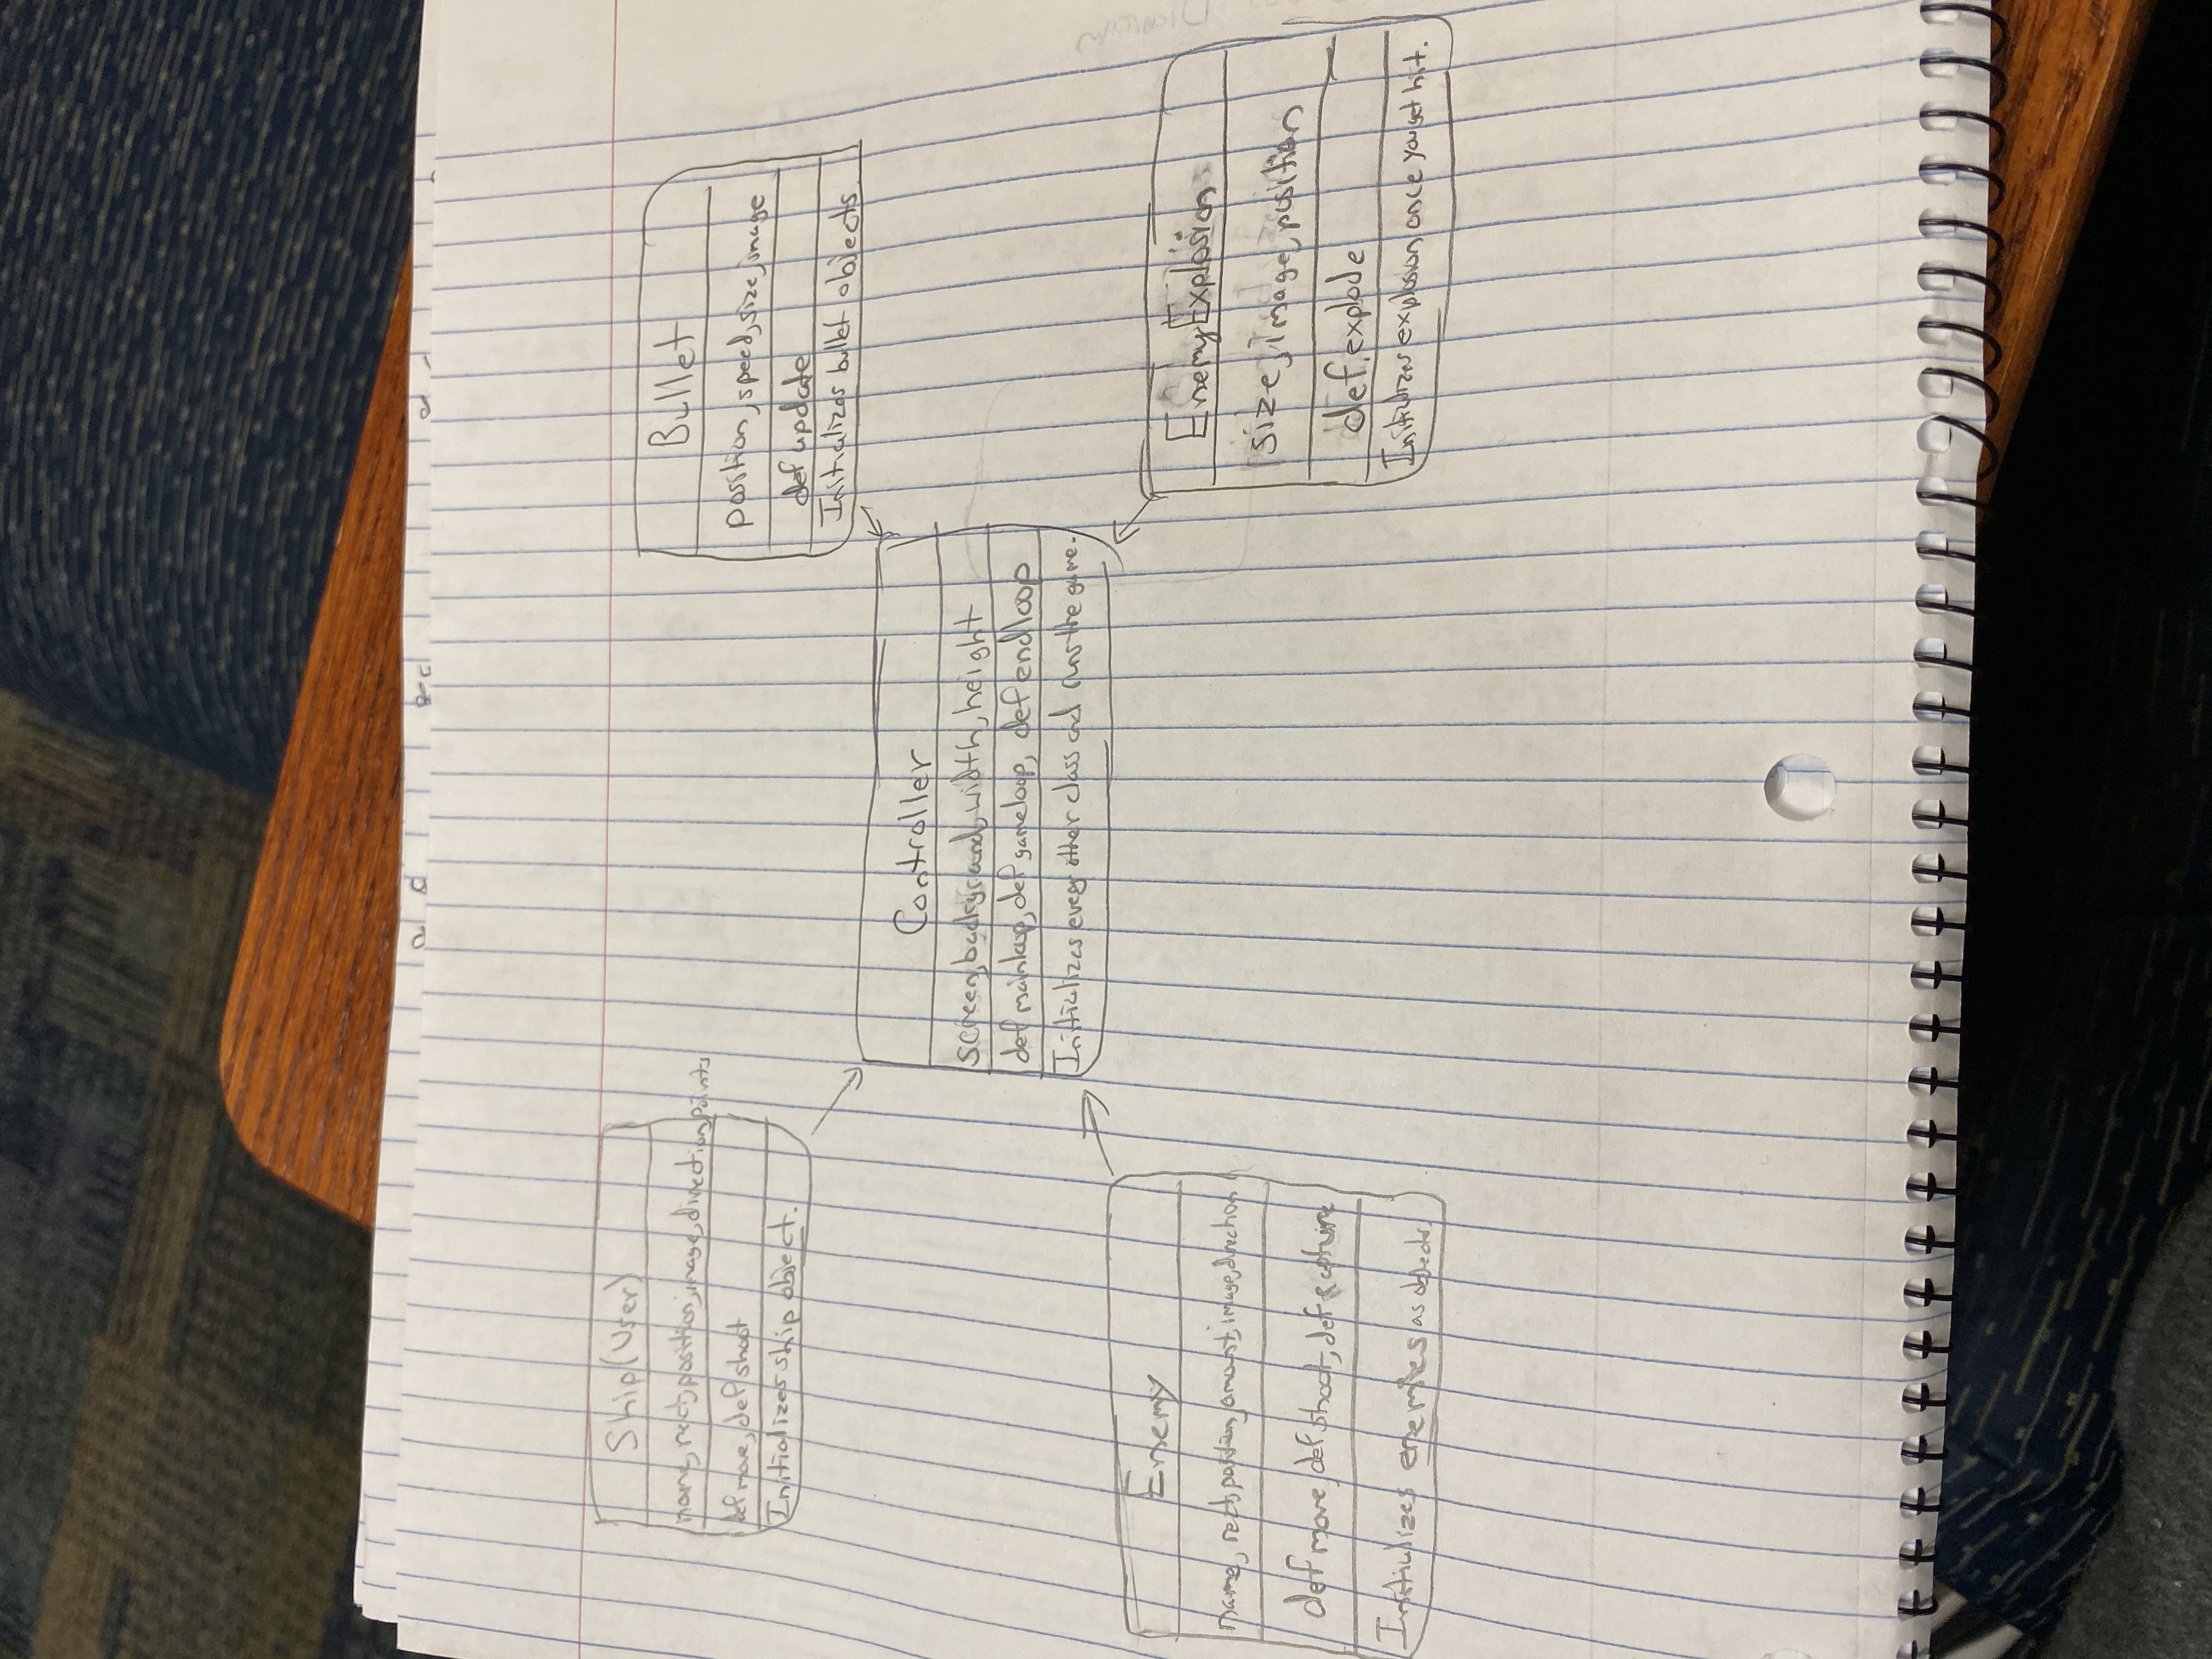 Ship(User)
name, rect, position, image, direction, points
def move, def shoot
Initializes ship object.
Bullet
position, speed, size, image
def update
Initializes bullet objects.
Controller
screen, background, width, height
def mainloop, def gameloop, def endloop
Initializes every other class and runs the game.
Enemy
name, rect, position, amount, image, direction
def move, def shoot, def capture
Initializes enemies as objects.
EnemyExplosion
size, image, position
def explode
Initializes explosion once you get hit.